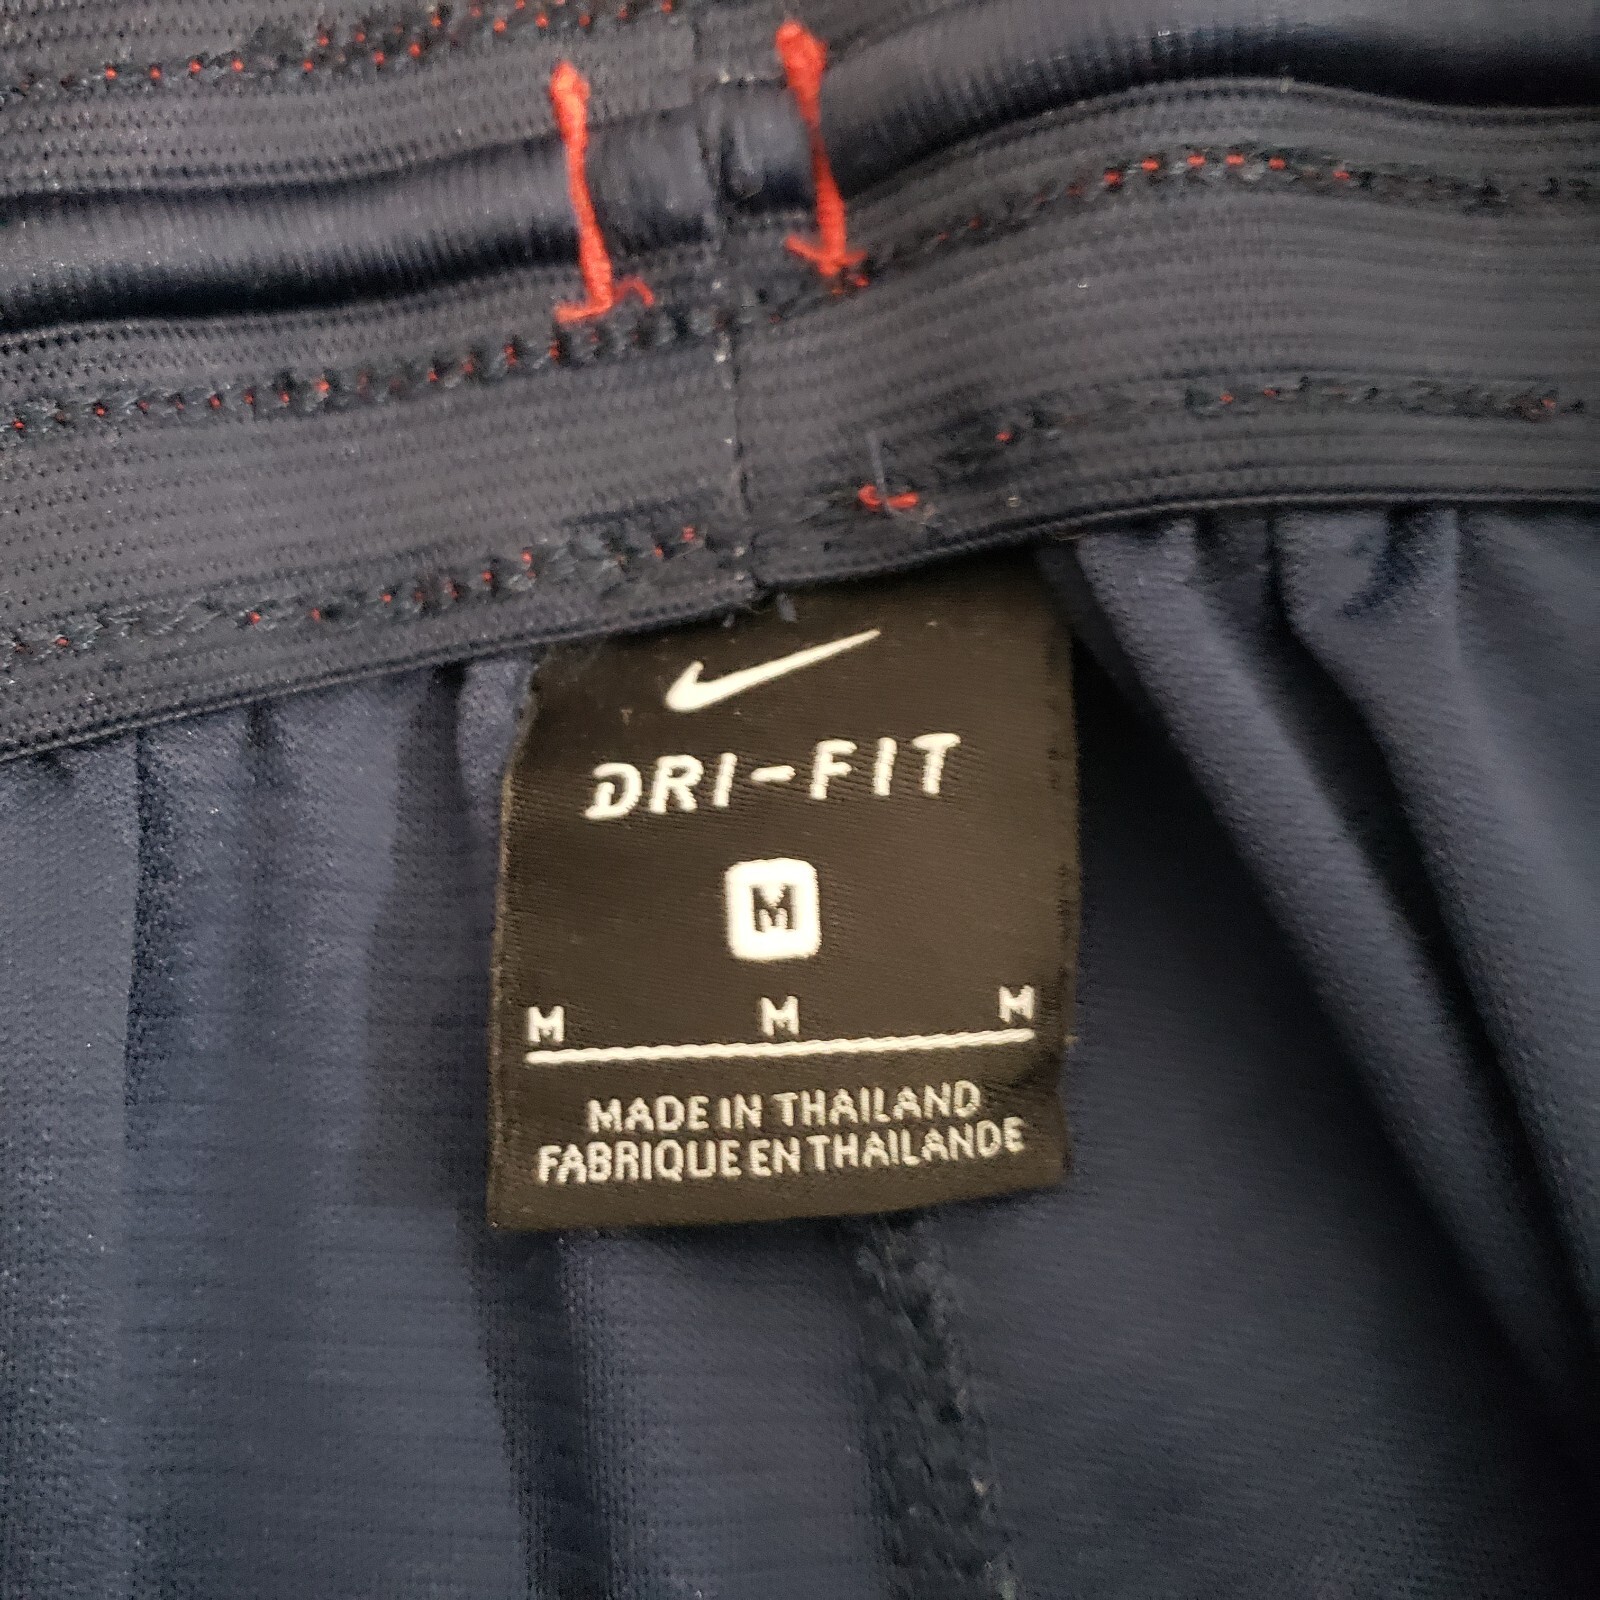 DRI-FIT
M
M M M
MADE IN THAILAND
FABRIQUE EN THAILANDE